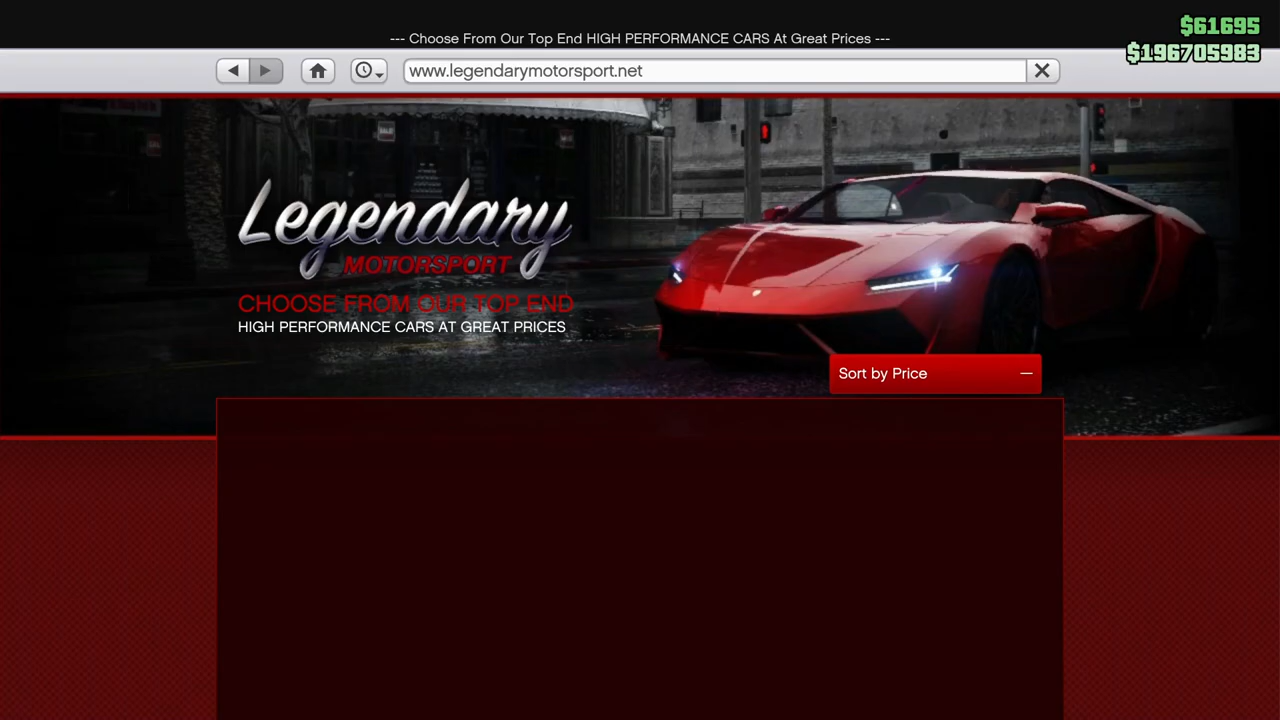 $61695
--- Choose From Our Top End HIGH PERFORMANCE CARS At Great Prices ---
$196705983
www.legendarymotorsport.net
SALE!
Legendary
MOTORSPORT
CHOOSE FROM OUR TOP END
HIGH PERFORMANCE CARS AT GREAT PRICES
Sort by Price